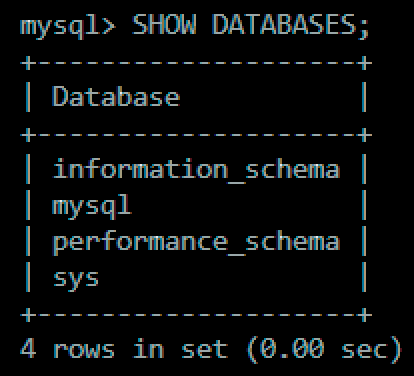 mysql> SHOW DATABASES;
+--------------------+
| Database           |
+--------------------+
| information_schema |
| mysql              |
| performance_schema |
| sys                |
+--------------------+
4 rows in set (0.00 sec)